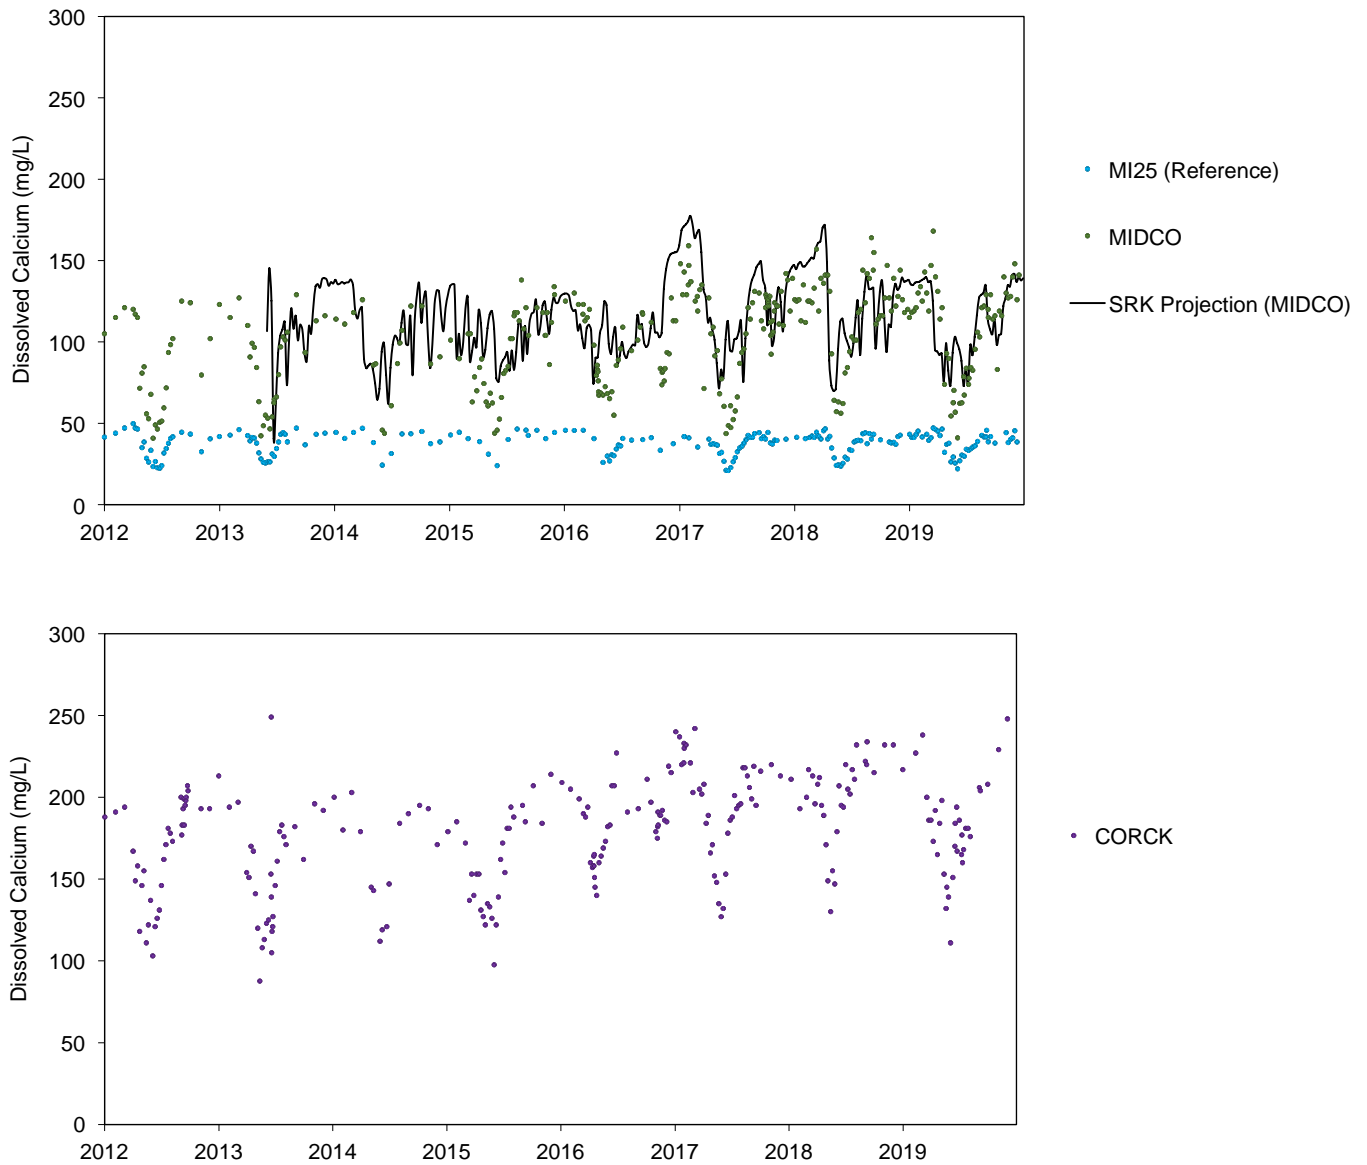 300
250
200
150
100
50
0
Dissolved Calcium (mg/L)
2012 2013 2014 2015 2016 2017 2018 2019
MI25 (Reference)
MIDCO
SRK Projection (MIDCO)
300
250
200
150
100
50
0
Dissolved Calcium (mg/L)
2012 2013 2014 2015 2016 2017 2018 2019
CORCK